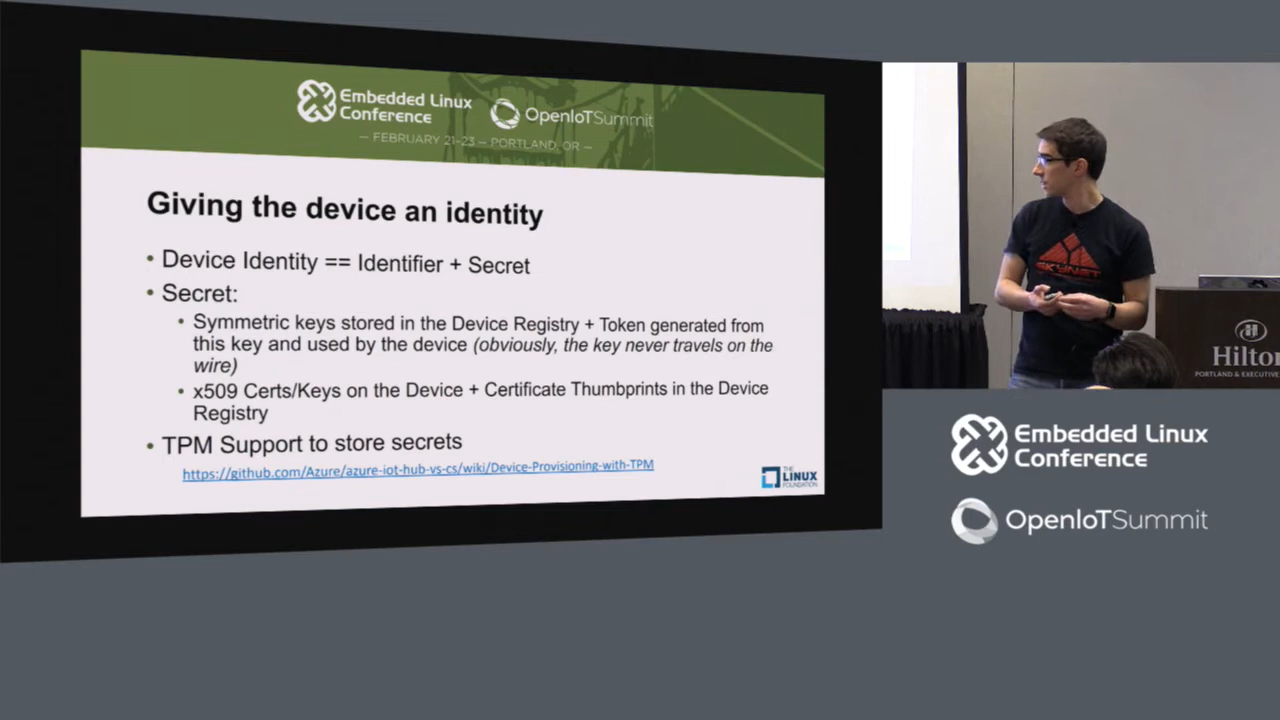 Embedded Linux
Conference
OpenIoTSummit
— FEBRUARY 21-23 — PORTLAND, OR —
Giving the device an identity
• Device Identity == Identifier + Secret
• Secret:
• Symmetric keys stored in the Device Registry + Token generated from
this key and used by the device (obviously, the key never travels on the
wire)
• x509 Certs/Keys on the Device + Certificate Thumbprints in the Device
Registry
• TPM Support to store secrets
https://github.com/Azure/azure-iot-hub-vs-cs/wiki/Device-Provisioning-with-TPM
THE
LINUX
FOUNDATION
SKYNET
Hilton
PORTLAND & EXECUTIVE
Embedded Linux
Conference
OpenIoTSummit